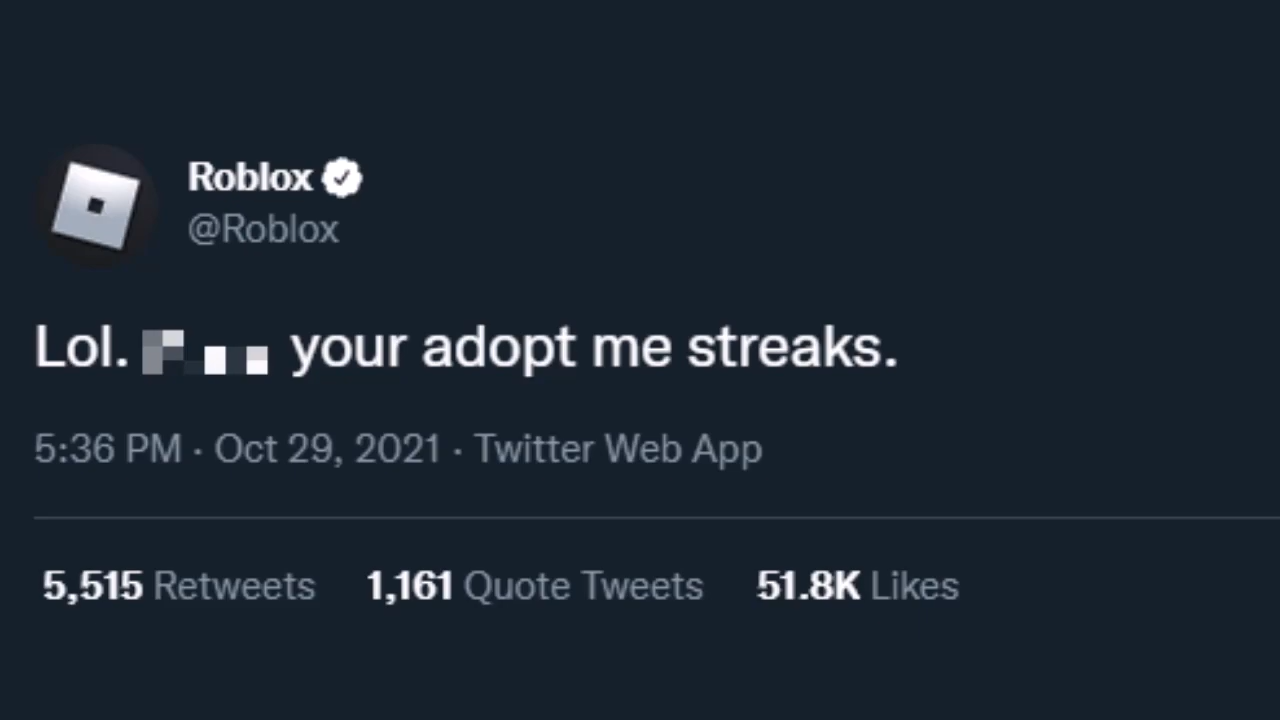 Roblox
@Roblox
Lol. your adopt me streaks.
5:36 PM · Oct 29, 2021 · Twitter Web App
5,515 Retweets 1,161 Quote Tweets 51.8K Likes